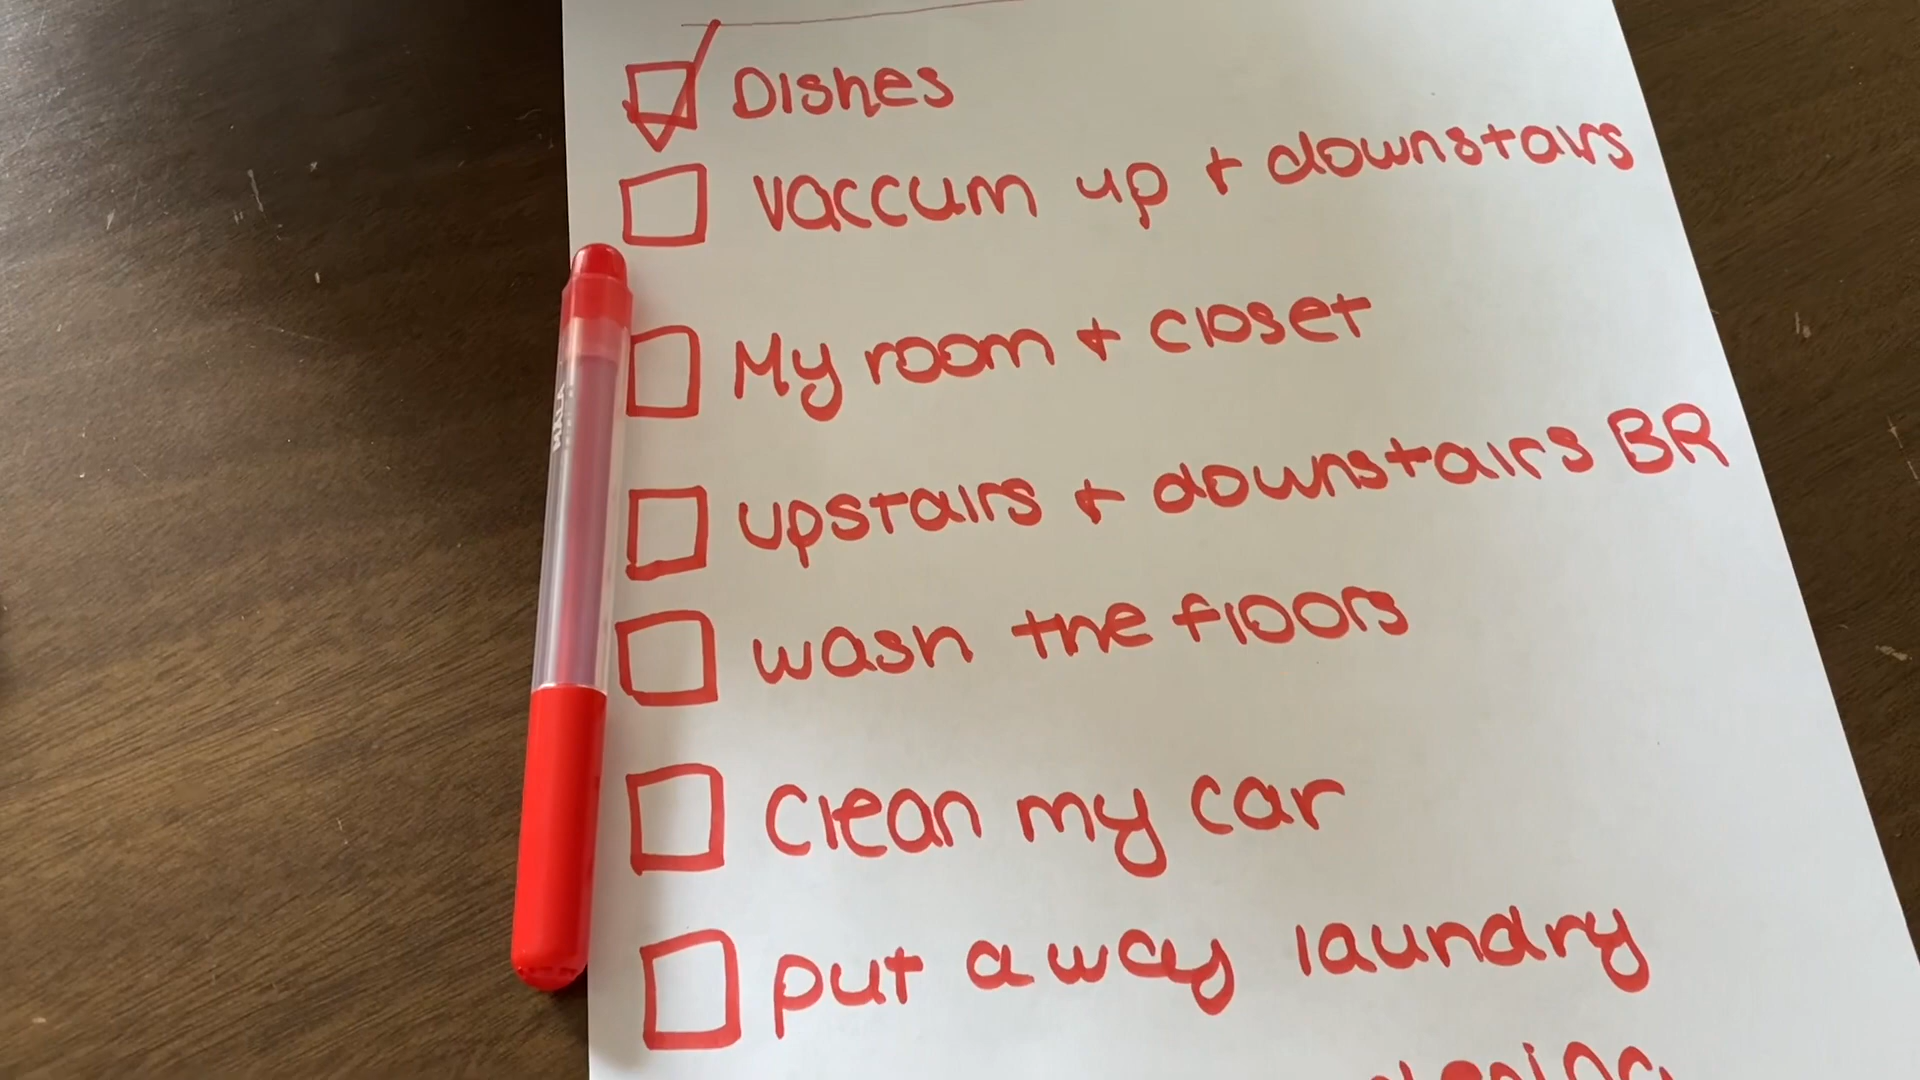 Dishes
vaccum up + downstairs
My room + closet
upstairs + downstairs BR
wash the floors
clean my car
put away laundry